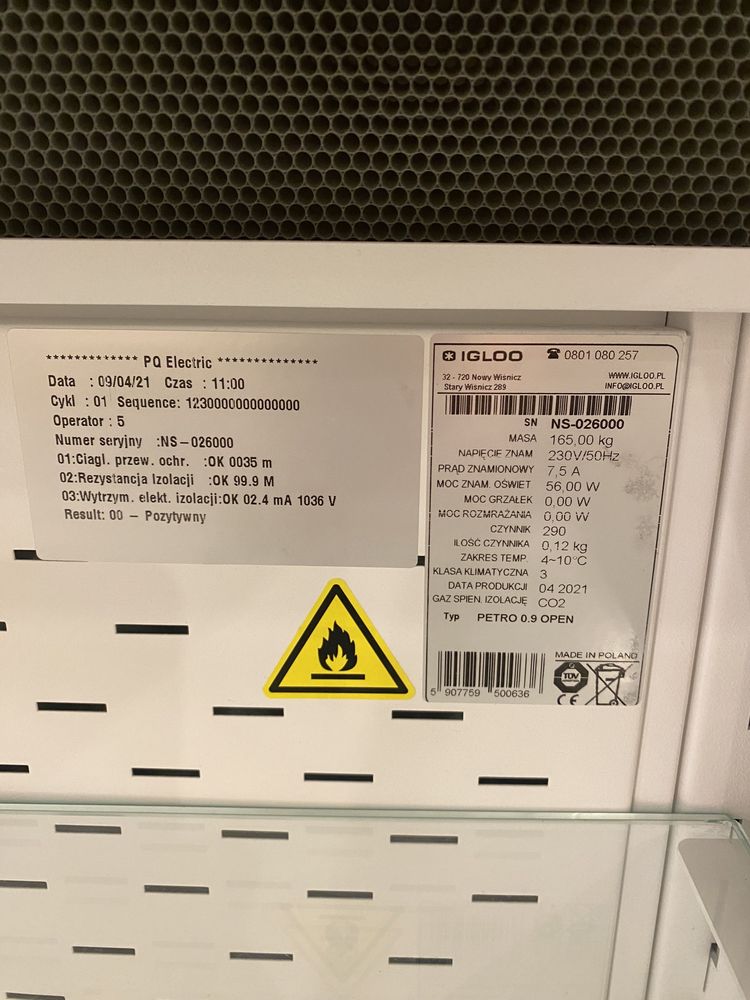 ************* PQ Electric **************
Data : 09/04/21 Czas : 11:00
Cykl : 01 Sequence: 1230000000000000
Operator : 5
Numer seryjny :NS-026000
01:Ciagl. przew. ochr. :OK 0035 m
02:Rezystancja Izolacji :OK 99.9 M
03:Wytrzym. elekt. izolacji:OK 02.4 mA 1036 V
Result: 00 - Pozytywny
IGLOO 0801 080 257
32 - 720 Nowy Wiśnicz WWW.IGLOO.PL
Stary Wiśnicz 289 INFO@IGLOO.PL
SN NS-026000
MASA 165,00 kg
NAPIĘCIE ZNAM 230V/50Hz
PRĄD ZNAMIONOWY 7,5 A
MOC ZNAM. OŚWIET 56,00 W
MOC GRZAŁEK 0,00 W
MOC ROZMRAŻANIA 0,00 W
CZYNNIK 290
ILOŚĆ CZYNNIKA 0,12 kg
ZAKRES TEMP. 4~10°C
KLASA KLIMATYCZNA 3
DATA PRODUKCJI 04 2021
GAZ SPIEN. IZOLACJĘ CO2
Typ PETRO 0.9 OPEN
MADE IN POLAND
TÜV
CE
5 907759 500636